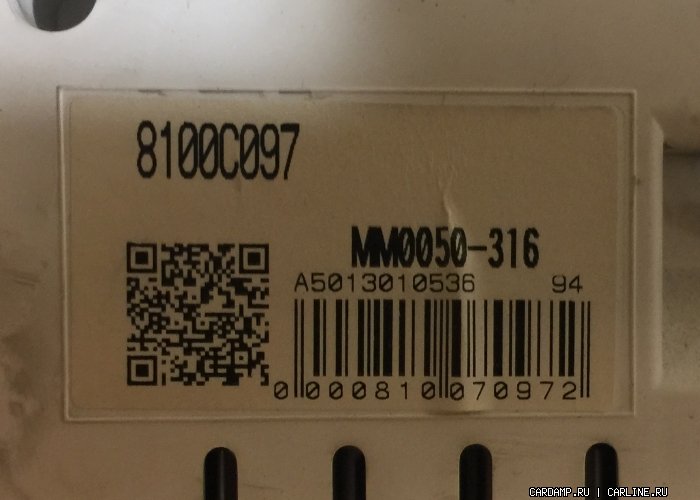 8100C097
MM0050-316
A5013010536 94
0 000810 070972
CARDAMP.RU | CARLINE.RU